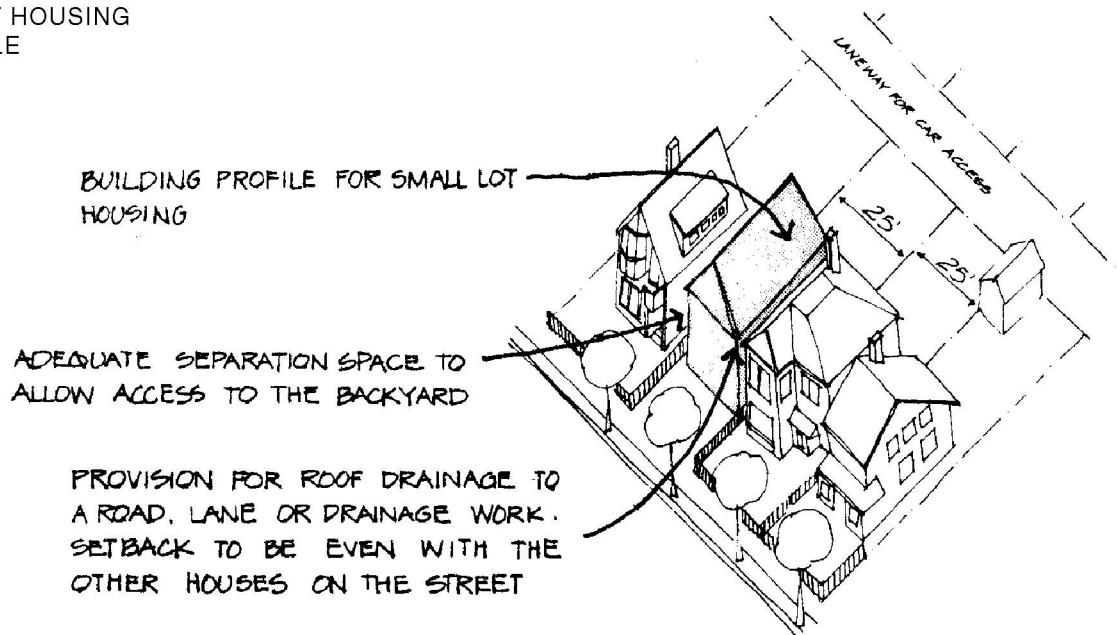 HOUSING
LANEWAY FOR CAR ACCESS
BUILDING PROFILE FOR SMALL LOT
HOUSING
25'
25'
ADEQUATE SEPARATION SPACE TO
ALLOW ACCESS TO THE BACKYARD
PROVISION FOR ROOF DRAINAGE TO
A ROAD, LANE OR DRAINAGE WORK.
SETBACK TO BE EVEN WITH THE
OTHER HOUSES ON THE STREET